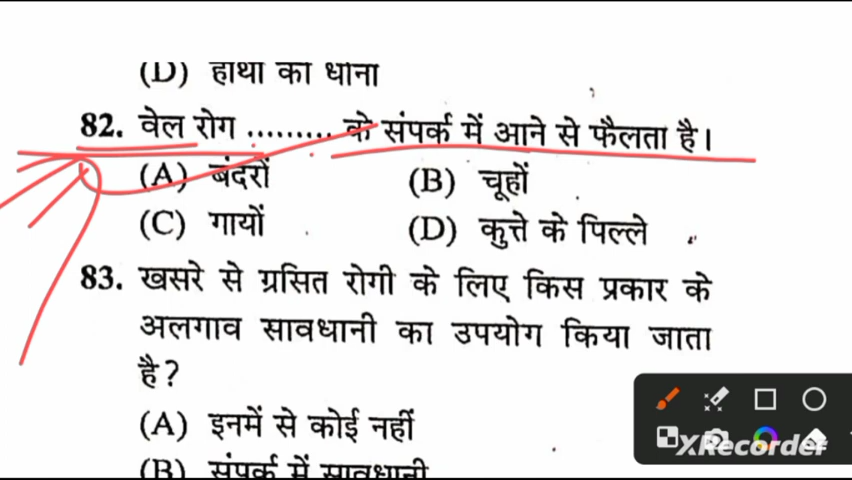 (D) हाथों को धोना
82. वेल रोग ......... के संपर्क में आने से फैलता है।
(A) बंदरों (B) चूहों
(C) गायों (D) कुत्ते के पिल्ले
83. खसरे से ग्रसित रोगी के लिए किस प्रकार के
अलगाव सावधानी का उपयोग किया जाता
है?
(A) इनमें से कोई नहीं
(B) संपर्क में सावधानी
XRecorder